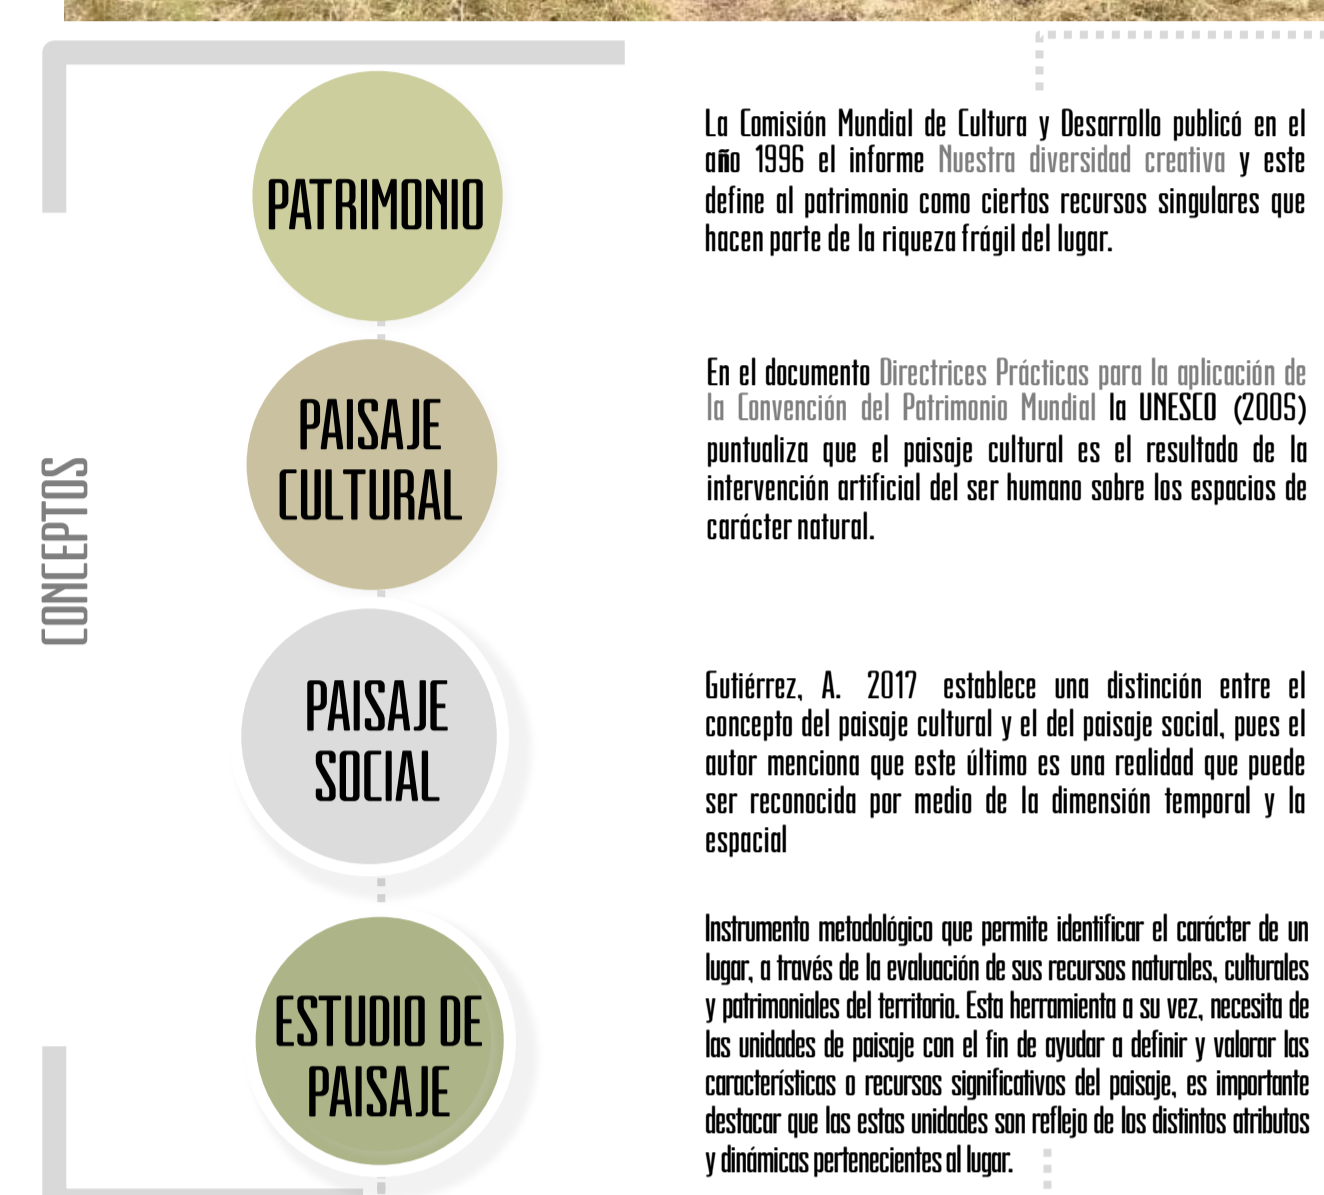 CONCEPTOS
PATRIMONIO
La Comisión Mundial de Cultura y Desarrollo publicó en el
año 1996 el informe Nuestra diversidad creativa y este
define al patrimonio como ciertos recursos singulares que
hacen parte de la riqueza frágil del lugar.
PAISAJE
CULTURAL
En el documento Directrices Prácticas para la aplicación de
la Convención del Patrimonio Mundial la UNESCO (2005)
puntualiza que el paisaje cultural es el resultado de la
intervención artificial del ser humano sobre los espacios de
carácter natural.
PAISAJE
SOCIAL
Gutiérrez, A. 2017 establece una distinción entre el
concepto del paisaje cultural y el del paisaje social, pues el
autor menciona que este último es una realidad que puede
ser reconocida por medio de la dimensión temporal y la
espacial
ESTUDIO DE
PAISAJE
Instrumento metodológico que permite identificar el carácter de un
lugar, a través de la evaluación de sus recursos naturales, culturales
y patrimoniales del territorio. Esta herramienta a su vez, necesita de
las unidades de paisaje con el fin de ayudar a definir y valorar las
características o recursos significativos del paisaje, es importante
destacar que las estas unidades son reflejo de los distintos atributos
y dinámicas pertenecientes al lugar.